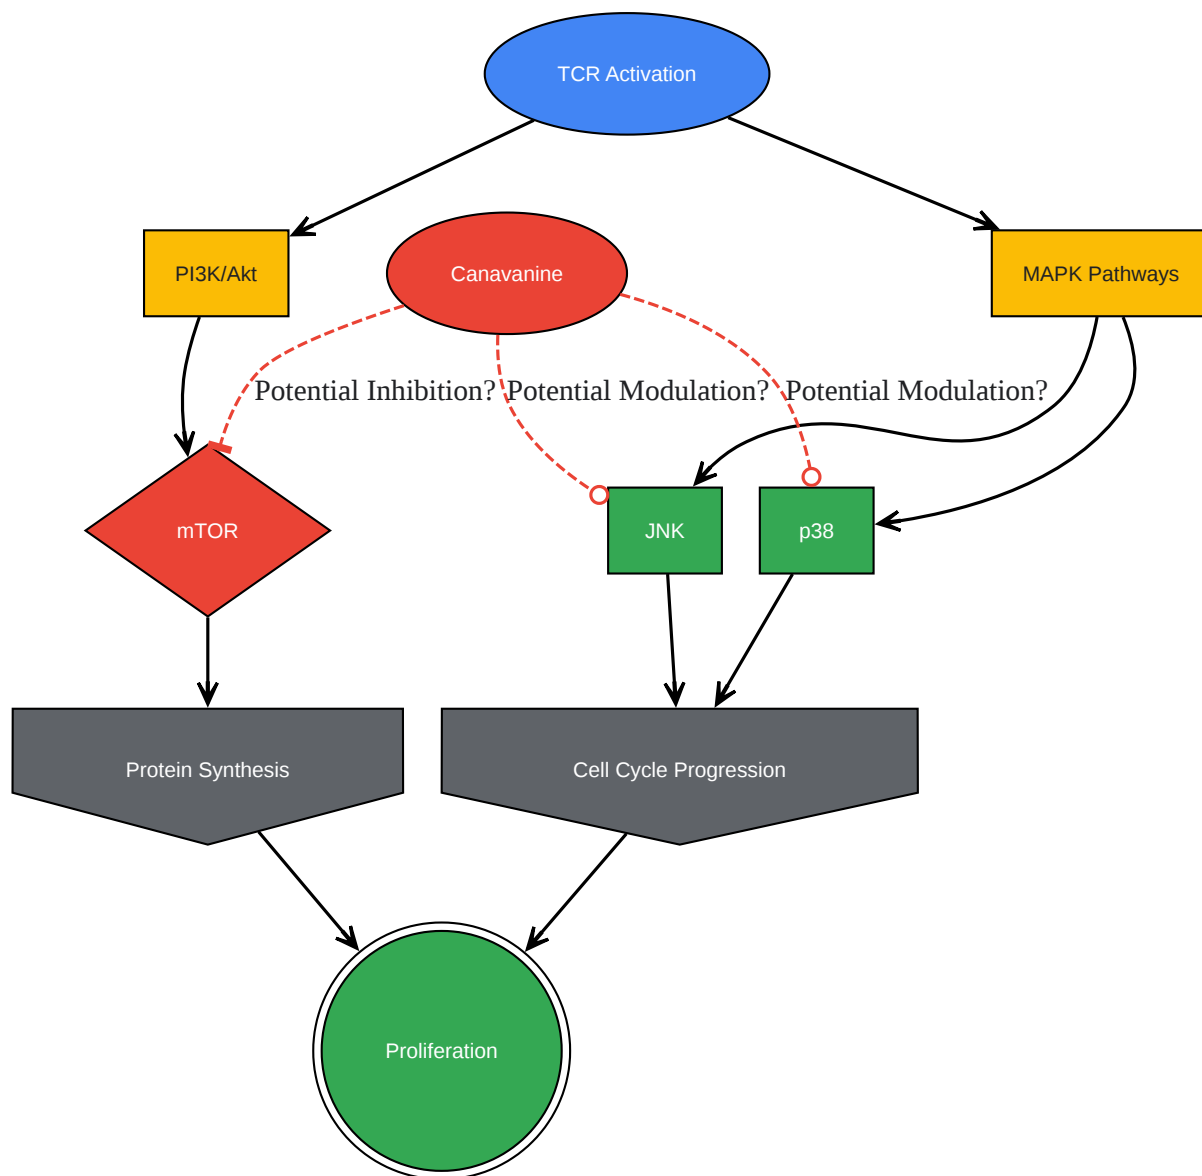 TCR Activation
PI3K/Akt
Canavanine
MAPK Pathways
Potential Inhibition?
Potential Modulation?
Potential Modulation?
mTOR
JNK
p38
Protein Synthesis
Cell Cycle Progression
Proliferation